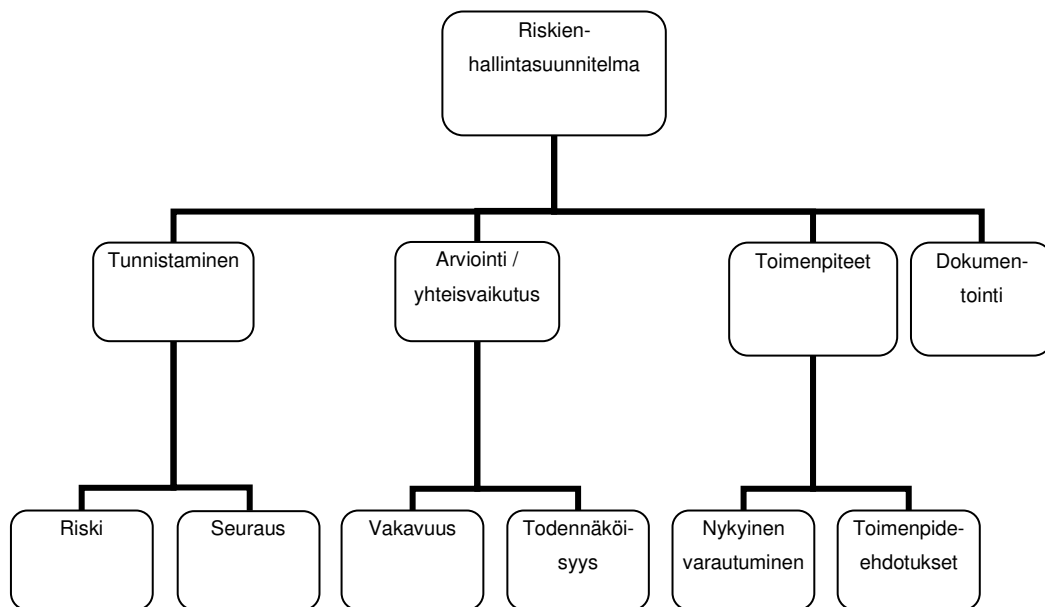 Riskien-
hallintasuunnitelma
Tunnistaminen
Arviointi /
yhteisvaikutus
Toimenpiteet
Dokumen-
tointi
Riski
Seuraus
Vakavuus
Todennäköi-
syys
Nykyinen
varautuminen
Toimenpide-
ehdotukset